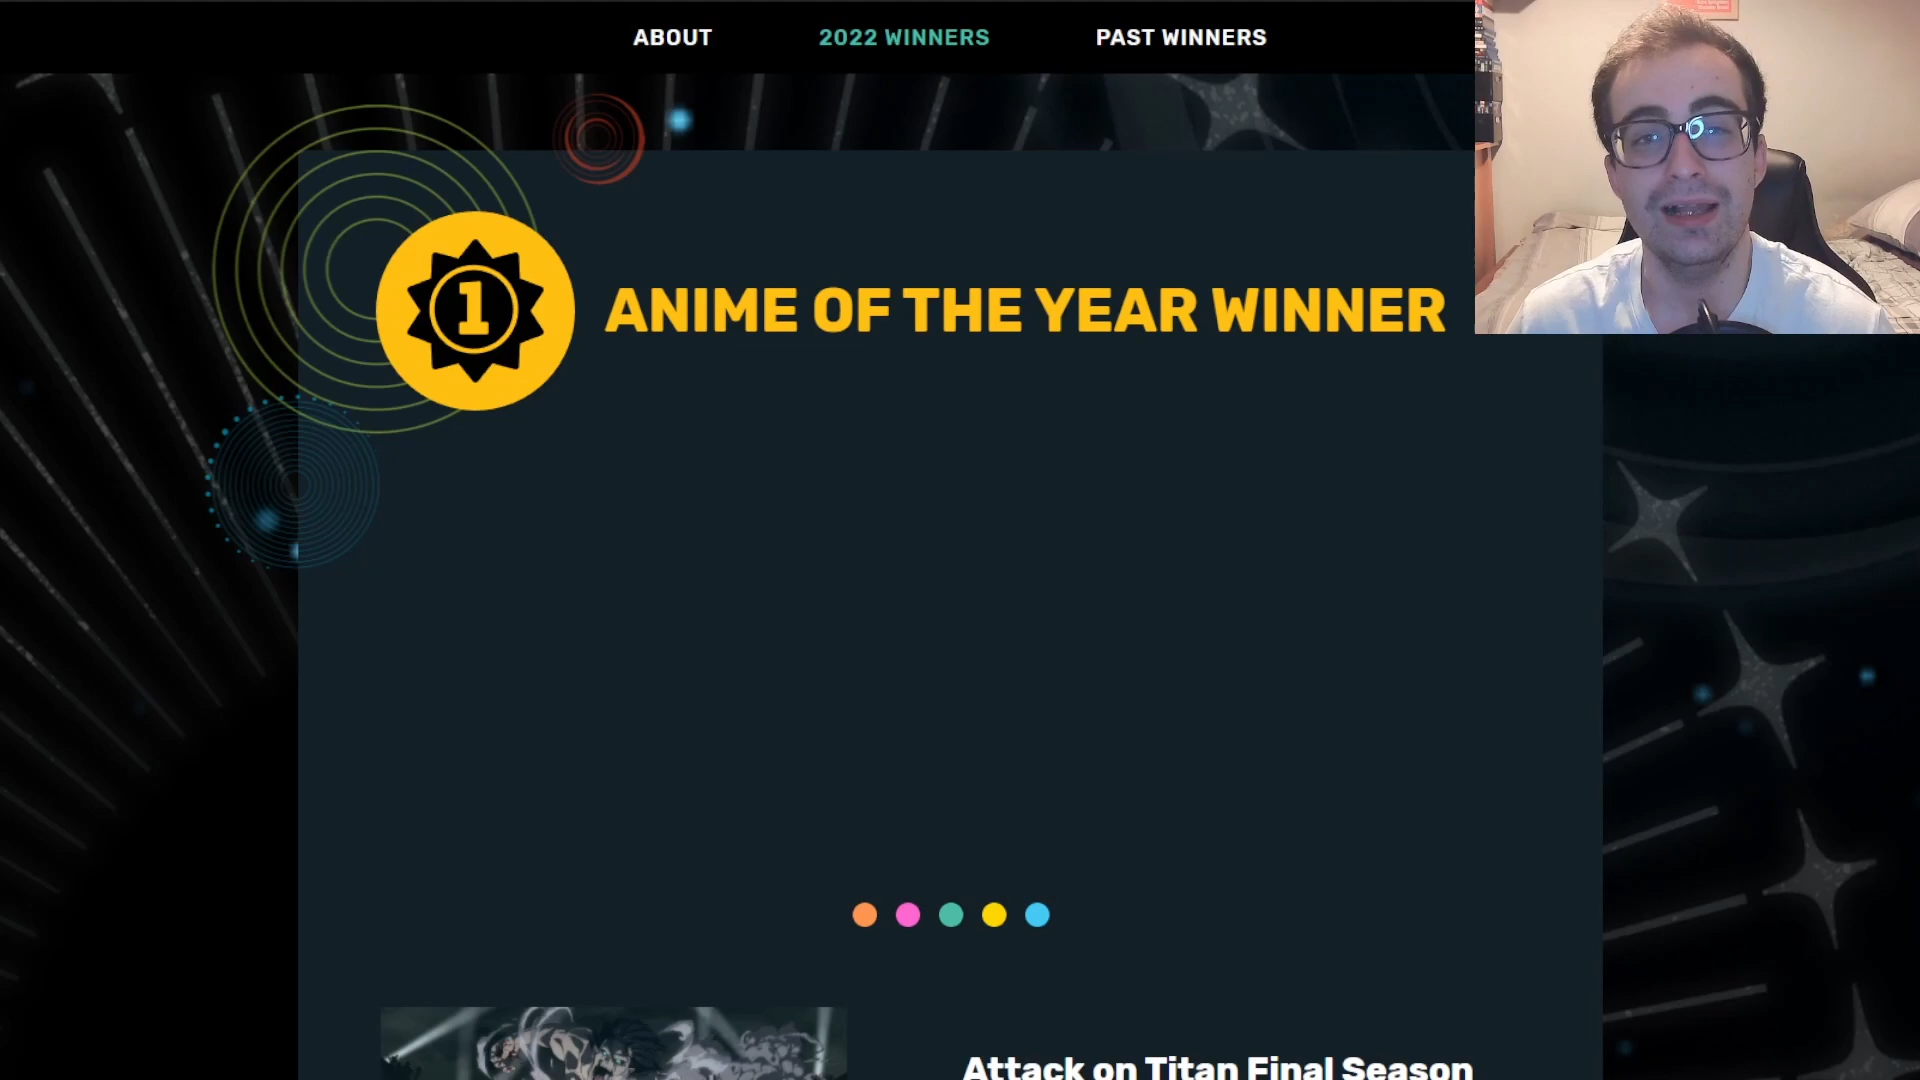 ABOUT
2022 WINNERS
PAST WINNERS
1
ANIME OF THE YEAR WINNER
Attack on Titan Final Season